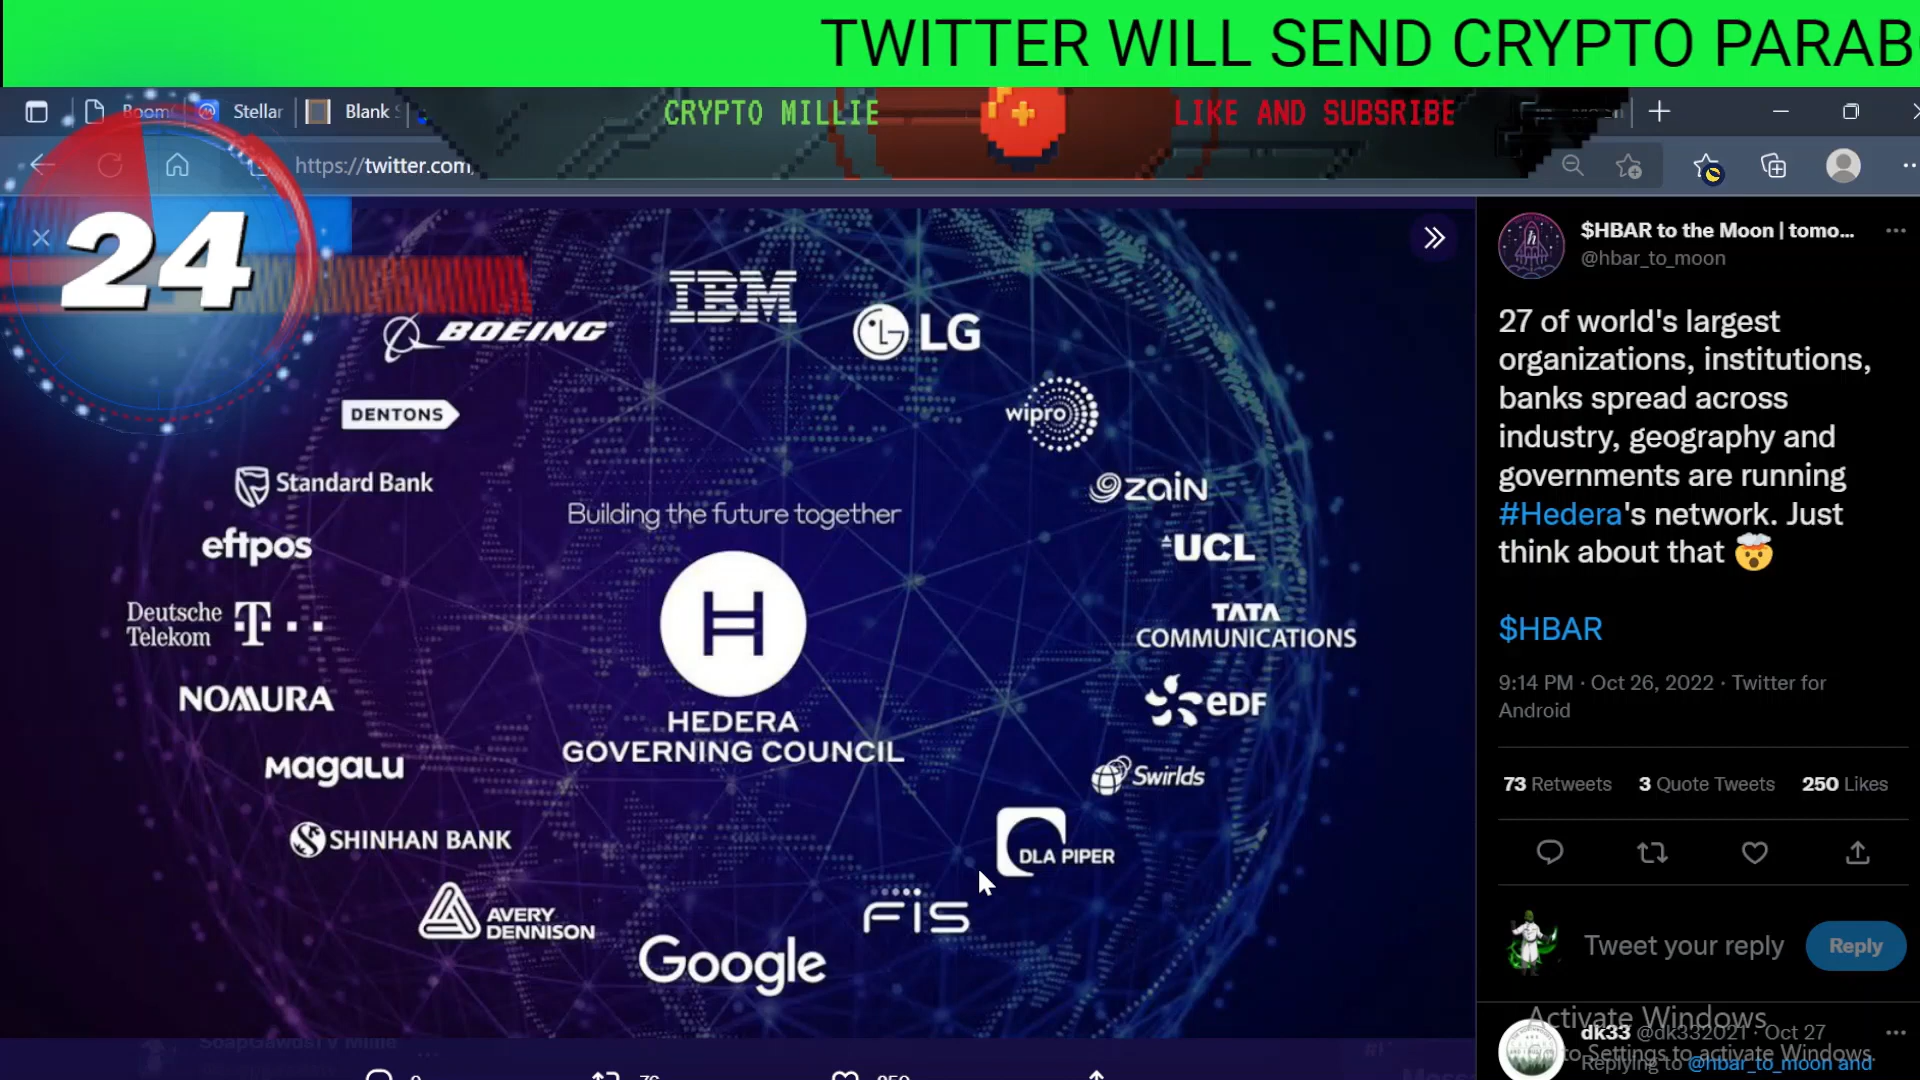 TWITTER WILL SEND CRYPTO PARAB
Boom
Stellar
Blank
CRYPTO MILLIE
LIKE AND SUBSRIBE
https://twitter.com
24
IBM
BOEING
LG
DENTONS
wipro
Standard Bank
zain
Building the future together
eftpos
UCL
Deutsche
Telekom T
TATA
COMMUNICATIONS
NOMURA
eDF
H
HEDERA
GOVERNING COUNCIL
Magalu
Swirlds
SHINHAN BANK
DLA PIPER
AVERY
DENNISON
FIS
Google
$HBAR to the Moon | tomo...
@hbar_to_moon
27 of world's largest
organizations, institutions,
banks spread across
industry, geography and
governments are running
#Hedera's network. Just
think about that 🤯
$HBAR
9:14 PM · Oct 26, 2022 · Twitter for
Android
73 Retweets 3 Quote Tweets 250 Likes
Tweet your reply
Reply
Activate Windows
dk33 @dk332021 · Oct 27
to Settings to activate Windows.
Replying to @hbar_to_moon and